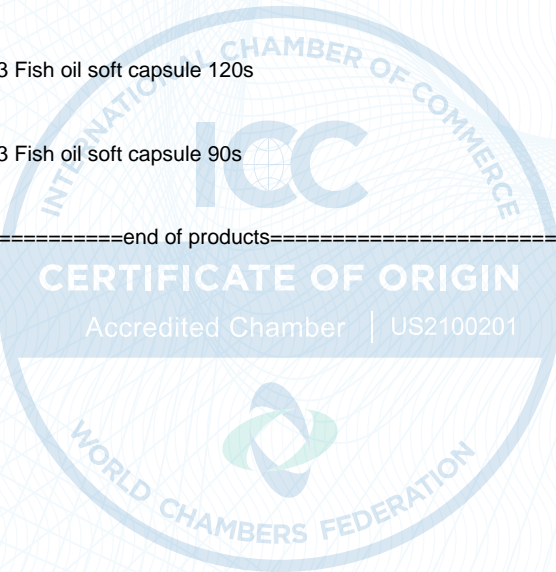 INTERNATIONAL CHAMBER OF COMMERCE
3 Fish oil soft capsule 120s
ICC
3 Fish oil soft capsule 90s
==========end of products=======================
CERTIFICATE OF ORIGIN
Accredited Chamber | US2100201
WORLD CHAMBERS FEDERATION